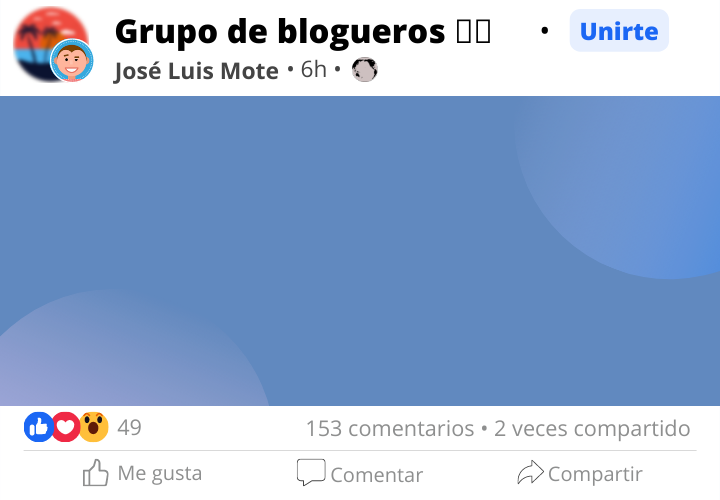 Grupo de blogueros • Unirte
José Luis Mote • 6h •
49 153 comentarios • 2 veces compartido
Me gusta Comentar Compartir